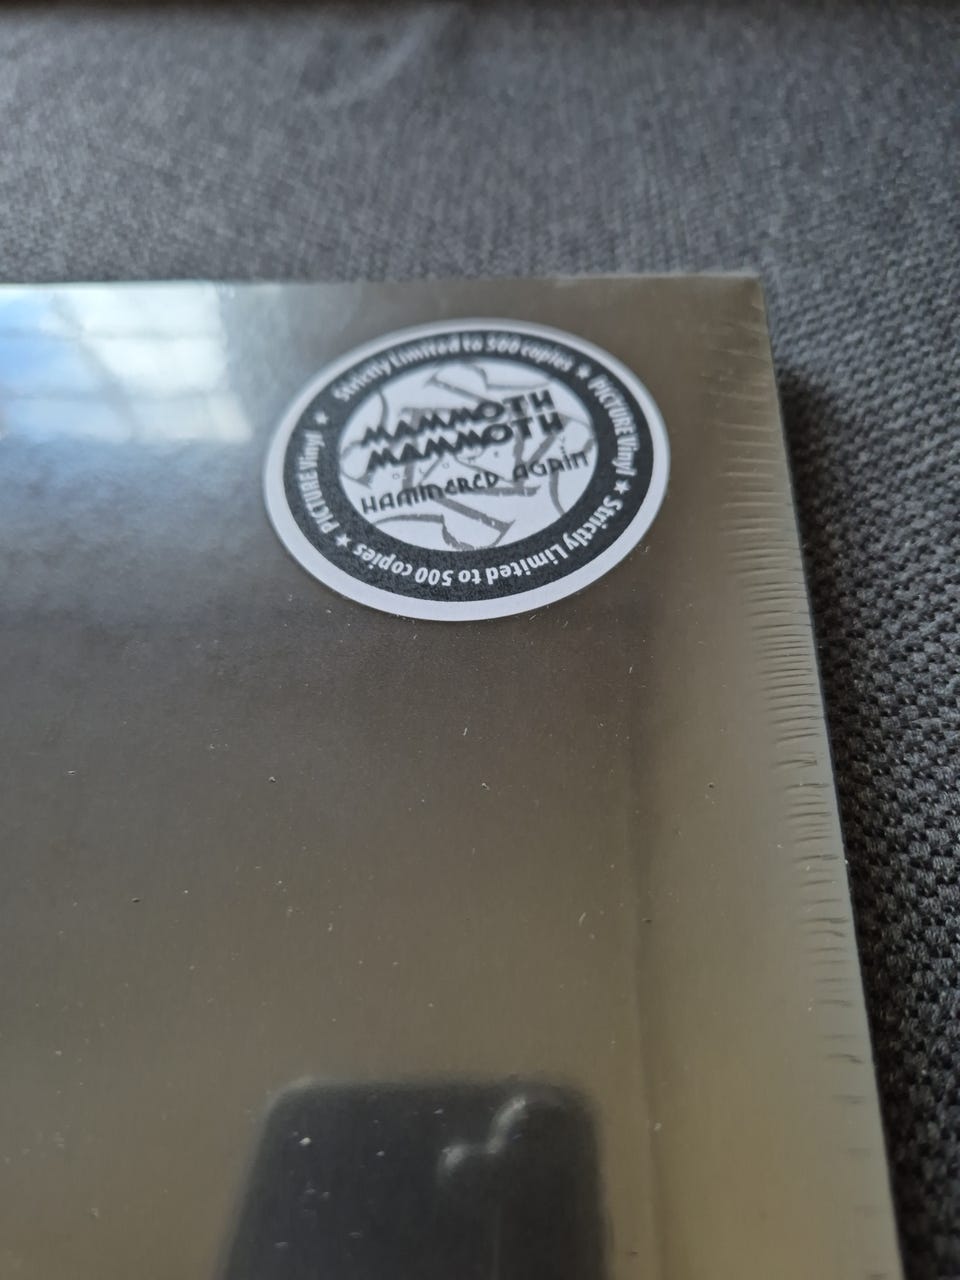 Strictly Limited to 500 copies ★ PICTURE Vinyl ★ Strictly Limited to 500 copies ★ PICTURE Vinyl ★
MAMMOTH
MAMMOTH
HAMMERED AGAIN